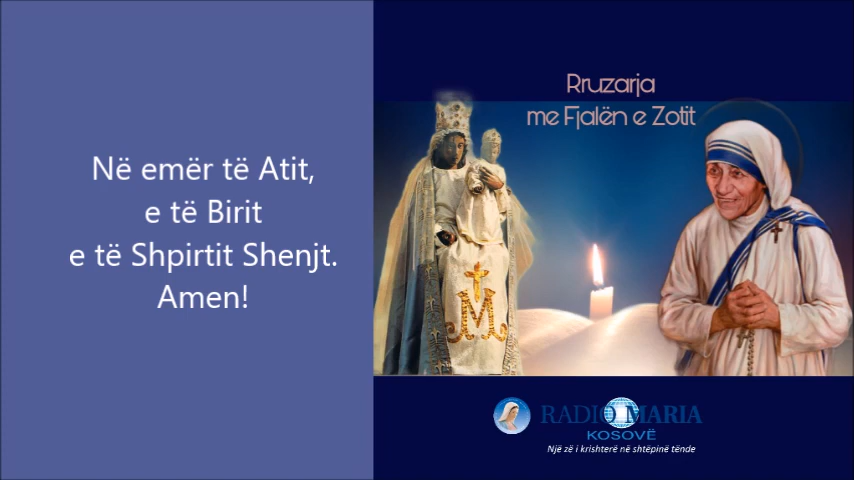 Në emër të Atit,
e të Birit
e të Shpirtit Shenjt.
Amen!
Rruzarja
me Fjalën e Zotit
M
RADIO MARIA
KOSOVË
Një zë i krishterë në shtëpinë tënde